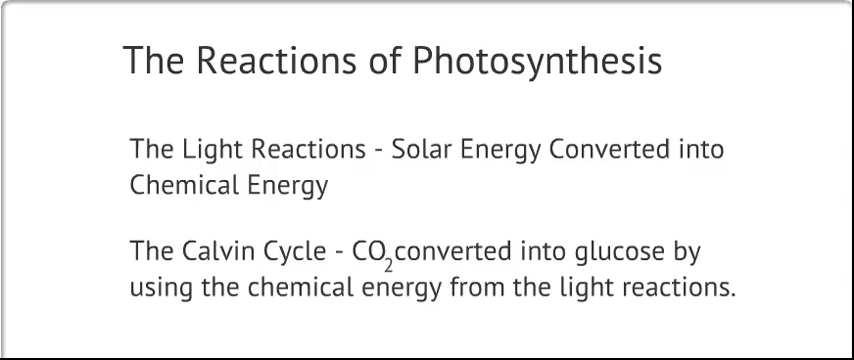 The Reactions of Photosynthesis
The Light Reactions - Solar Energy Converted into
Chemical Energy
The Calvin Cycle - CO₂converted into glucose by
using the chemical energy from the light reactions.